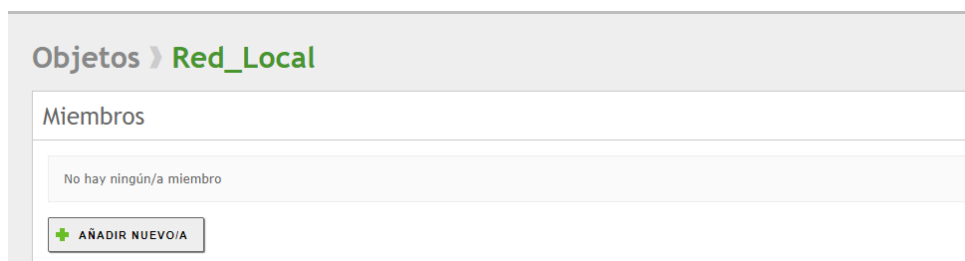 Objetos Red_Local
Miembros
No hay ningún/a miembro
AÑADIR NUEVO/A